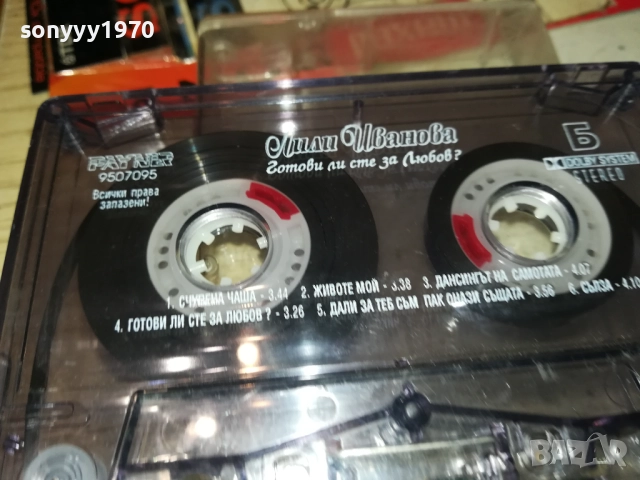 sonyyy1970
Лили Иванова
Готови ли сте за Любов?
Б
PAYNER
9507095
Всички права
запазени!
DOLBY SYSTEM
STEREO
1. СЧУПЕНА ЧАША - 3.44 2. ЖИВОТЕ МОЙ - 3.38 3. ДАНСИНГЪТ НА САМОТАТА - 4.07
4. ГОТОВИ ЛИ СТЕ ЗА ЛЮБОВ ? - 3.26 5. ДАЛИ ЗА ТЕБ СЪМ ПАК ОНАЗИ СЪЩАТА - 3.56 6. СЪЛЗА - 4.10
BAZAR